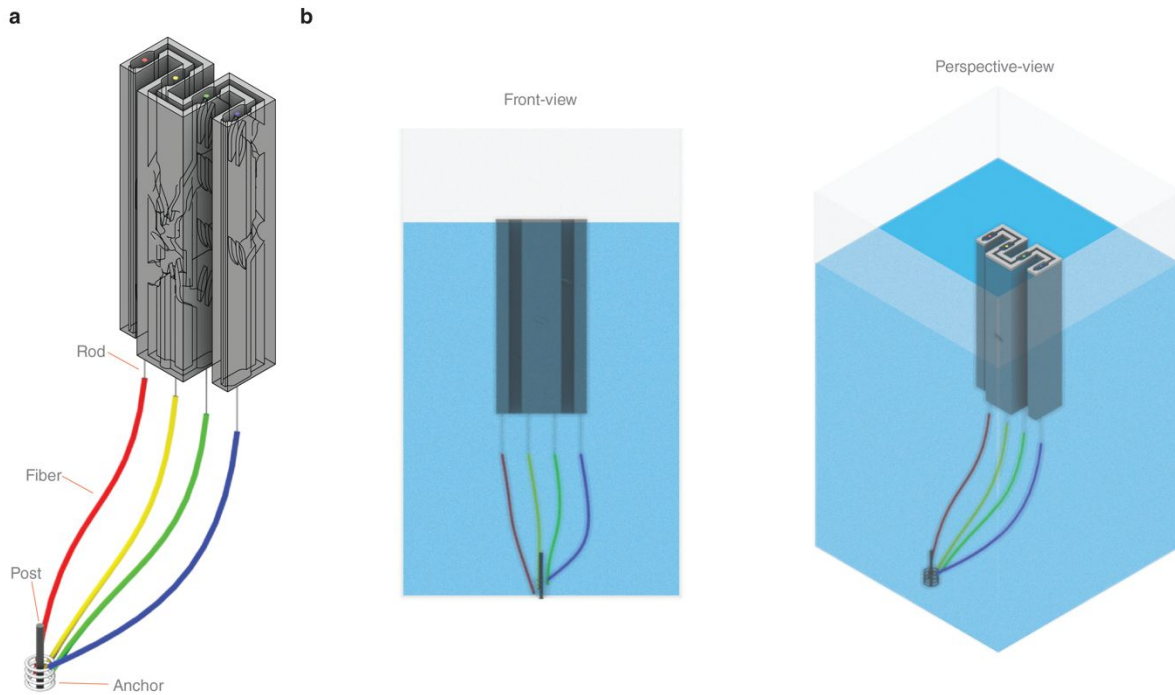 a
b
Front-view
Perspective-view
Rod
Fiber
Post
Anchor